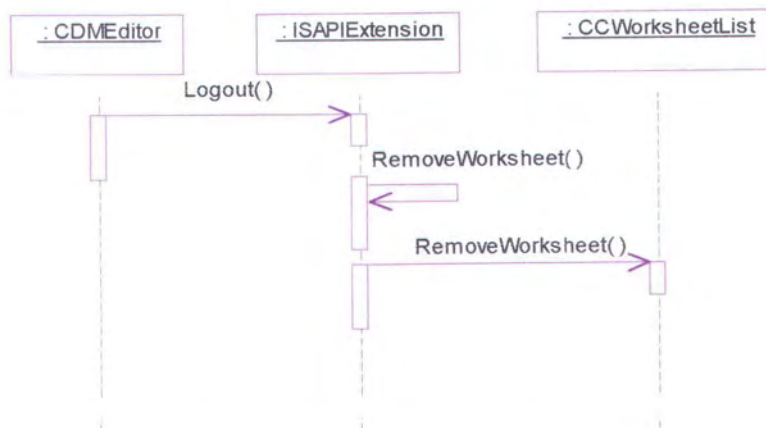 : CDMEditor
: ISAPIExtension
: CCWorksheetList
Logout()
RemoveWorksheet()
RemoveWorksheet()